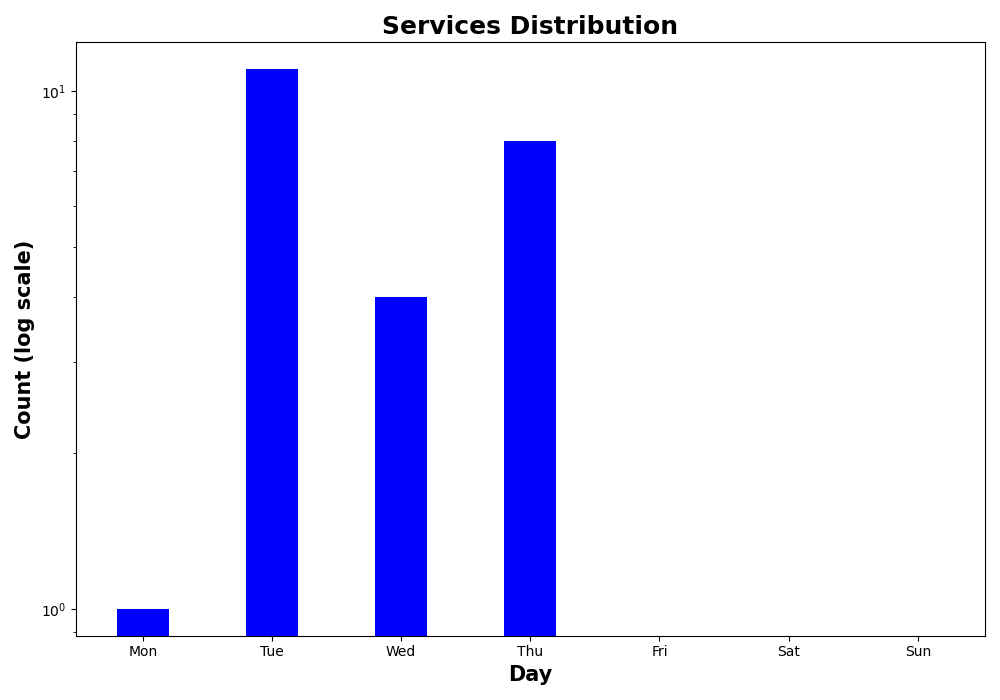 Services Distribution
Count (log scale)
10¹
10⁰
Mon Tue Wed Thu Fri Sat Sun
Day